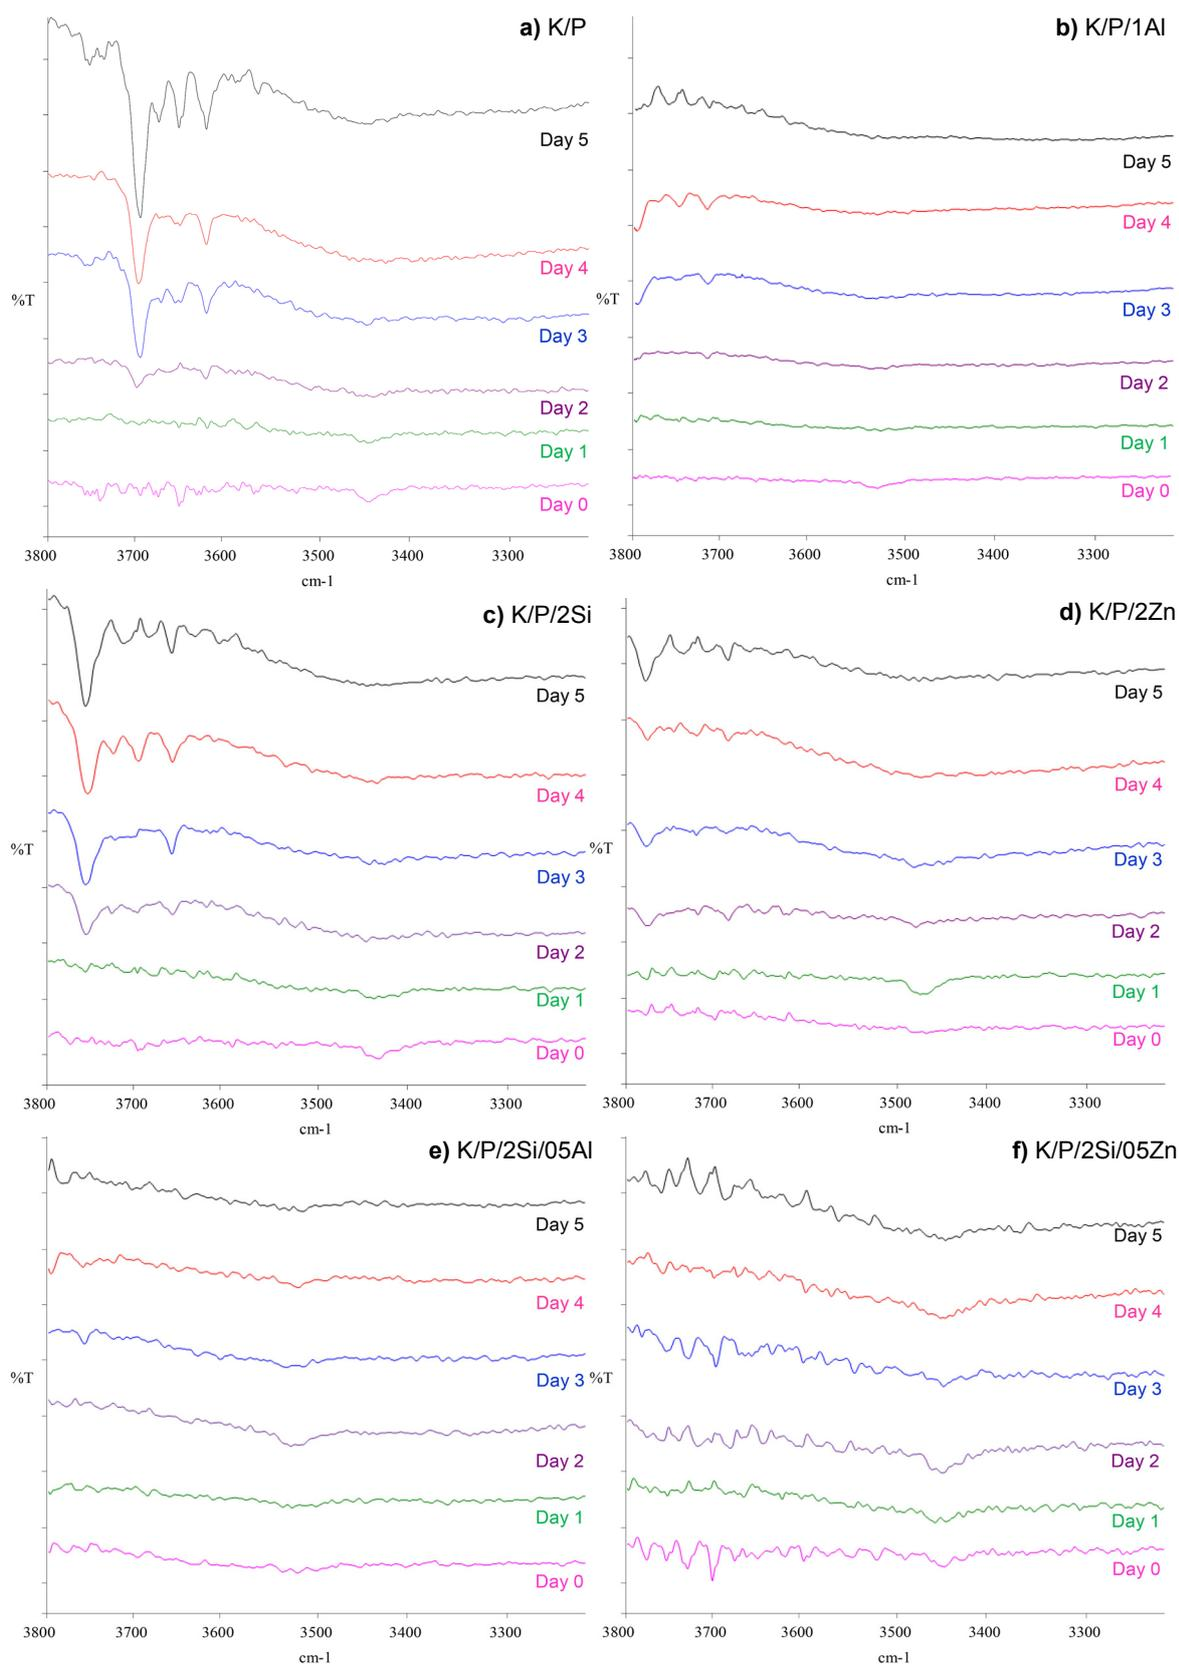 a) K/P
Day 5
Day 4
%T
Day 3
Day 2
Day 1
Day 0
3800 3700 3600 3500 3400 3300
cm-1
b) K/P/1Al
Day 5
Day 4
%T
Day 3
Day 2
Day 1
Day 0
3800 3700 3600 3500 3400 3300
cm-1
c) K/P/2Si
Day 5
Day 4
%T
Day 3
Day 2
Day 1
Day 0
3800 3700 3600 3500 3400 3300
cm-1
d) K/P/2Zn
Day 5
Day 4
%T
Day 3
Day 2
Day 1
Day 0
3800 3700 3600 3500 3400 3300
cm-1
e) K/P/2Si/05Al
Day 5
Day 4
%T
Day 3
Day 2
Day 1
Day 0
3800 3700 3600 3500 3400 3300
cm-1
f) K/P/2Si/05Zn
Day 5
Day 4
%T
Day 3
Day 2
Day 1
Day 0
3800 3700 3600 3500 3400 3300
cm-1